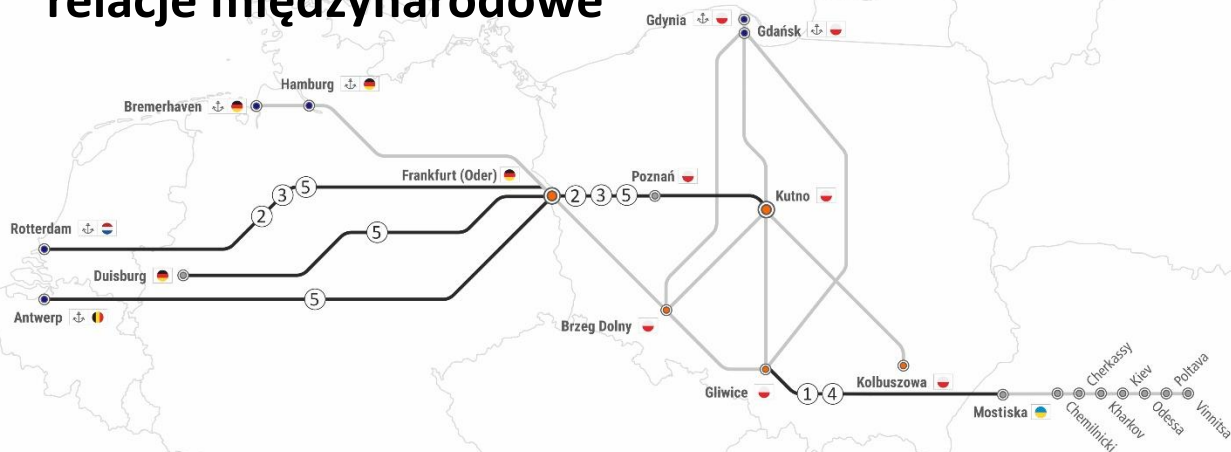 relacje międzynarodowe
Gdynia
Gdańsk
Hamburg
Bremerhaven
Frankfurt (Oder)
Poznań
2 3 5
2 3 5
Kutno
Rotterdam
5
Duisburg
5
Antwerp
Brzeg Dolny
Gliwice
1 4
Kolbuszowa
Mostiska
Chemilnicki
Cherkassy
Kharkov
Kiev
Odessa
Połtava
Vinnitsa